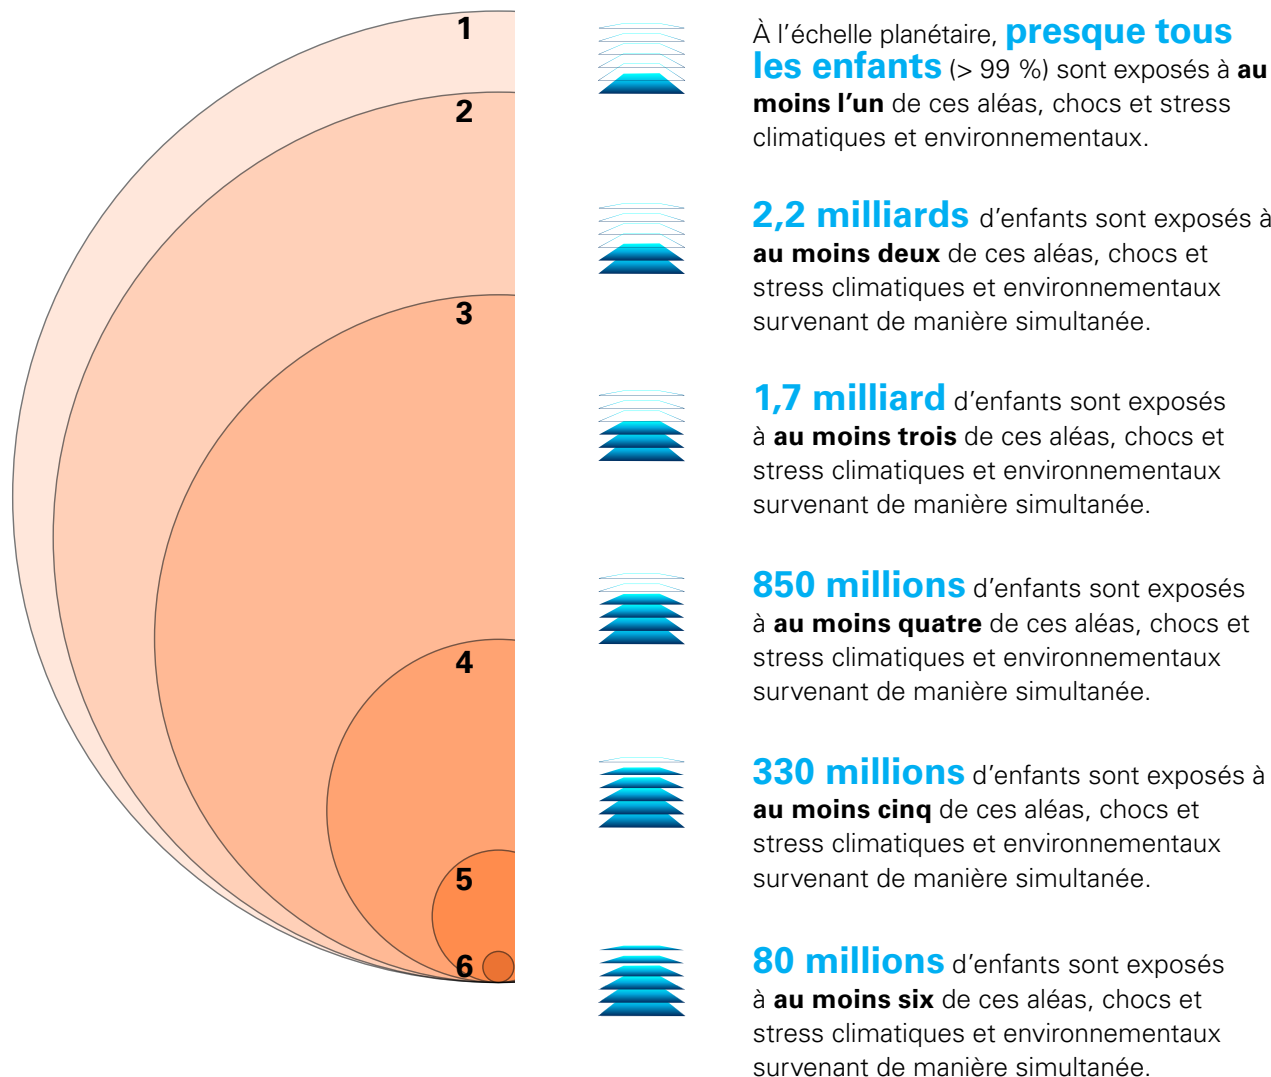 1
À l’échelle planétaire, presque tous
les enfants (> 99 %) sont exposés à au
moins l’un de ces aléas, chocs et stress
climatiques et environnementaux.
2
2,2 milliards d’enfants sont exposés à
au moins deux de ces aléas, chocs et
stress climatiques et environnementaux
survenant de manière simultanée.
3
1,7 milliard d’enfants sont exposés
à au moins trois de ces aléas, chocs et
stress climatiques et environnementaux
survenant de manière simultanée.
4
850 millions d’enfants sont exposés
à au moins quatre de ces aléas, chocs et
stress climatiques et environnementaux
survenant de manière simultanée.
5
330 millions d’enfants sont exposés à
au moins cinq de ces aléas, chocs et
stress climatiques et environnementaux
survenant de manière simultanée.
6
80 millions d’enfants sont exposés
à au moins six de ces aléas, chocs et
stress climatiques et environnementaux
survenant de manière simultanée.